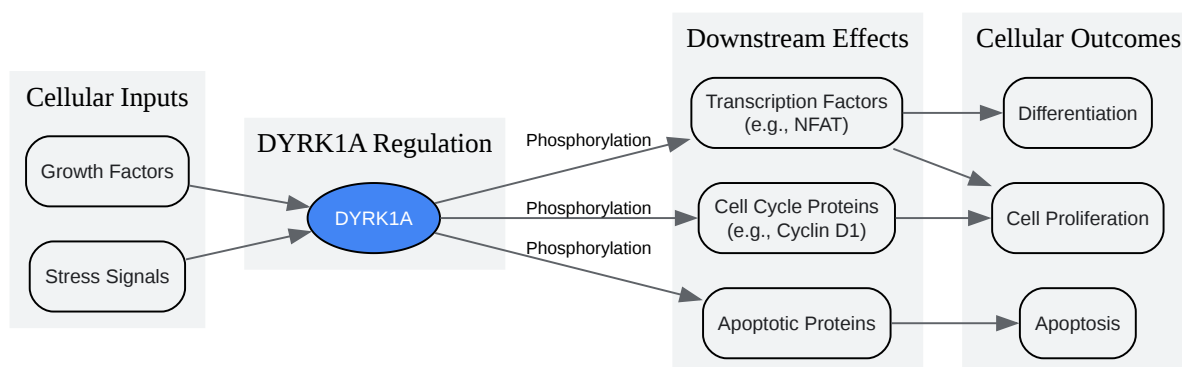 Cellular Inputs
Growth Factors
Stress Signals
DYRK1A Regulation
DYRK1A
Phosphorylation
Phosphorylation
Phosphorylation
Downstream Effects
Transcription Factors
(e.g., NFAT)
Cell Cycle Proteins
(e.g., Cyclin D1)
Apoptotic Proteins
Cellular Outcomes
Differentiation
Cell Proliferation
Apoptosis